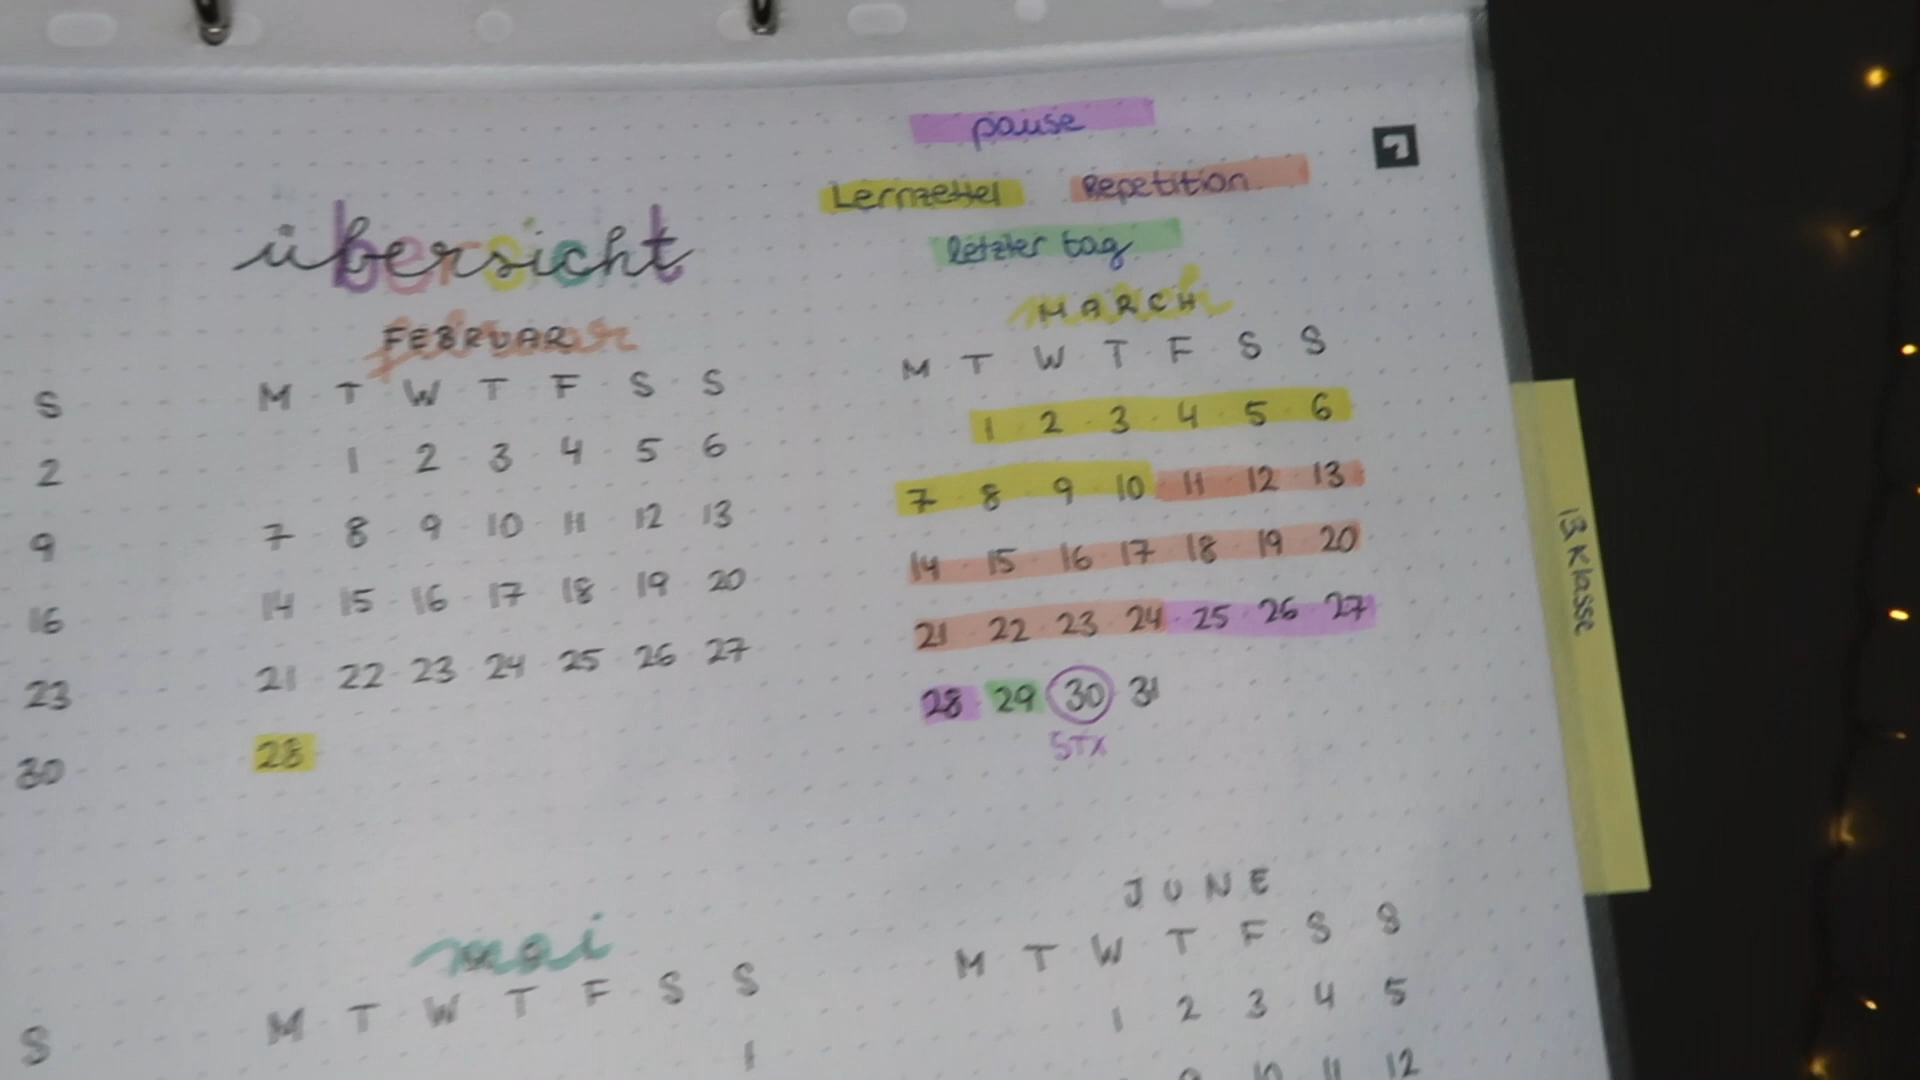 pause
Lernzettel Repetition
letzter tag
übersicht
FEBRUAR
M T W T F S S
1 2 3 4 5 6
7 8 9 10 11 12 13
14 15 16 17 18 19 20
21 22 23 24 25 26 27
28
MARCH
M T W T F S S
1 2 3 4 5 6
7 8 9 10 11 12 13
14 15 16 17 18 19 20
21 22 23 24 25 26 27
28 29 30 31
STX
S
2
9
16
23
30
mai
M T W T F S S
1
JUNE
M T W T F S S
1 2 3 4 5
9 10 11 12
S
13 Klasse